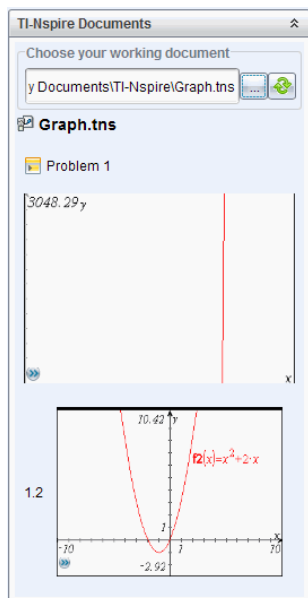 TI-Nspire Documents
Choose your working document
y Documents\TI-Nspire\Graph.tns
...
Graph.tns
Problem 1
3048.29 y
x
1.2
10.42 y
f2(x)=x²+2·x
1
x
-10
1
10
-2.92